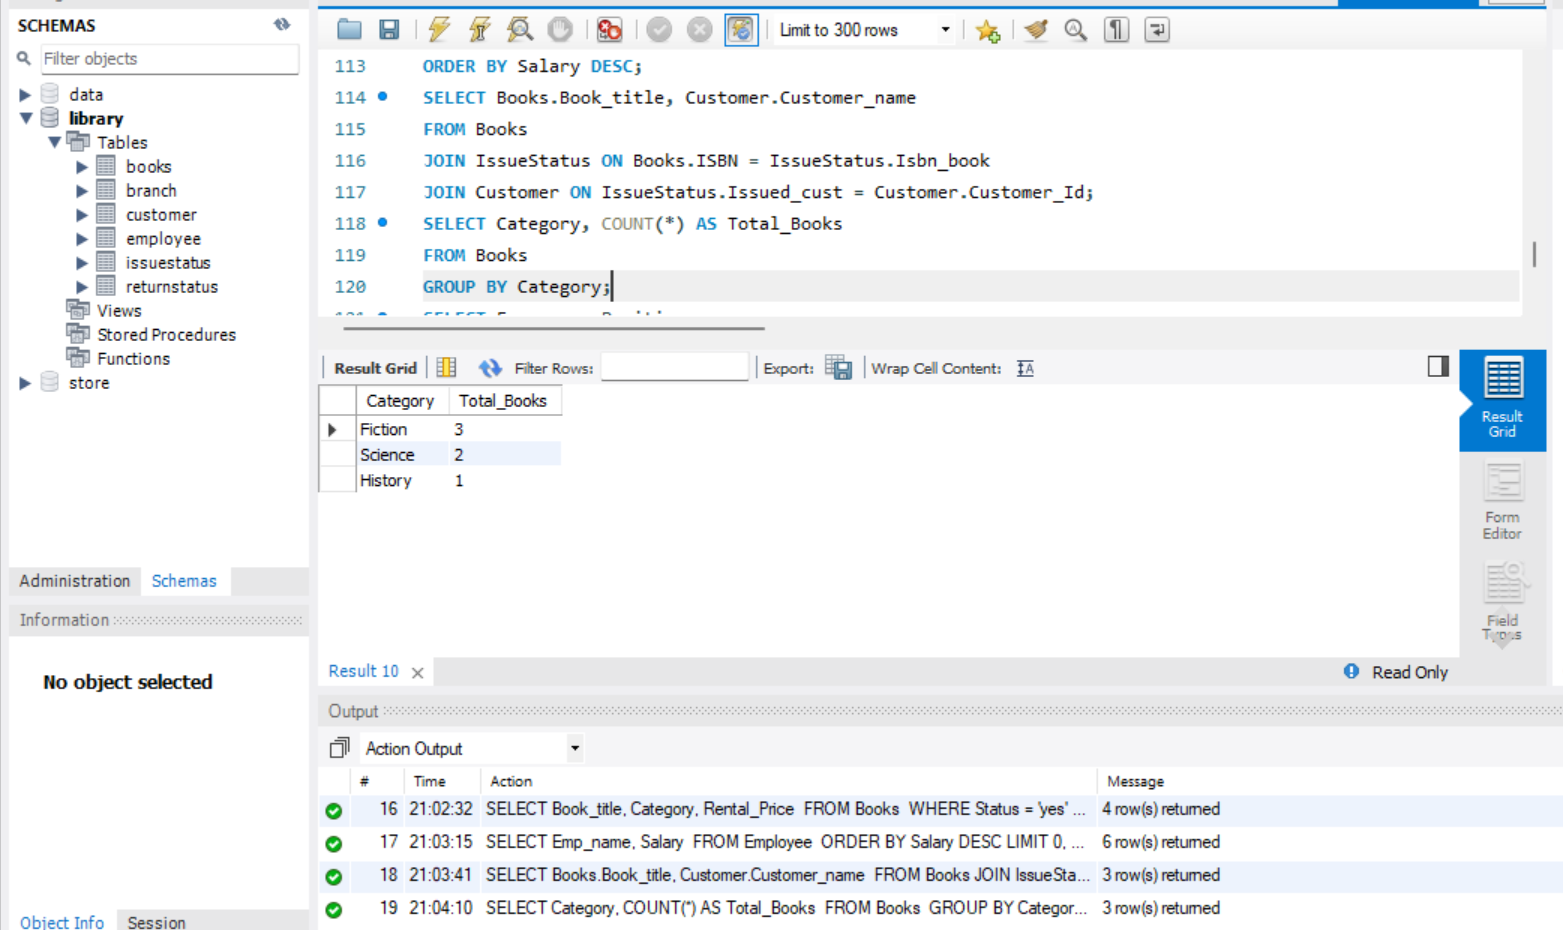 SCHEMAS
Filter objects
data
library
Tables
books
branch
customer
employee
issuestatus
returnstatus
Views
Stored Procedures
Functions
store
Administration Schemas
Information
No object selected
Object Info Session
Limit to 300 rows
113 ORDER BY Salary DESC;
114 SELECT Books.Book_title, Customer.Customer_name
115 FROM Books
116 JOIN IssueStatus ON Books.ISBN = IssueStatus.Isbn_book
117 JOIN Customer ON IssueStatus.Issued_cust = Customer.Customer_Id;
118 SELECT Category, COUNT(*) AS Total_Books
119 FROM Books
120 GROUP BY Category;
Result Grid Filter Rows: Export: Wrap Cell Content:
Category Total_Books
Fiction 3
Science 2
History 1
Result
Grid
Form
Editor
Field
Types
Result 10 Read Only
Output
Action Output
# Time Action Message
16 21:02:32 SELECT Book_title, Category, Rental_Price FROM Books WHERE Status = 'yes' ... 4 row(s) returned
17 21:03:15 SELECT Emp_name, Salary FROM Employee ORDER BY Salary DESC LIMIT 0, ... 6 row(s) returned
18 21:03:41 SELECT Books.Book_title, Customer.Customer_name FROM Books JOIN IssueSta... 3 row(s) returned
19 21:04:10 SELECT Category, COUNT(*) AS Total_Books FROM Books GROUP BY Categor... 3 row(s) returned